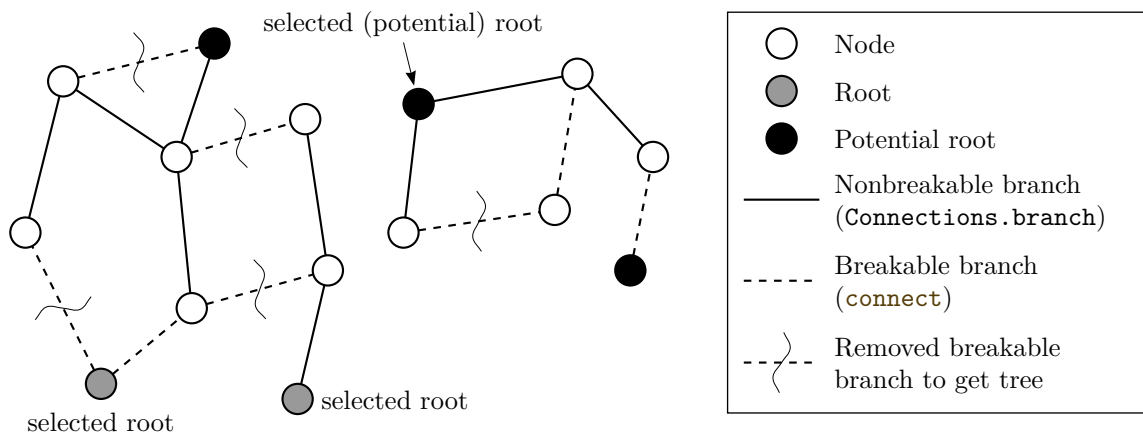 selected (potential) root
selected root
selected root
Node
Root
Potential root
Nonbreakable branch
(Connections.branch)
Breakable branch
(connect)
Removed breakable
branch to get tree